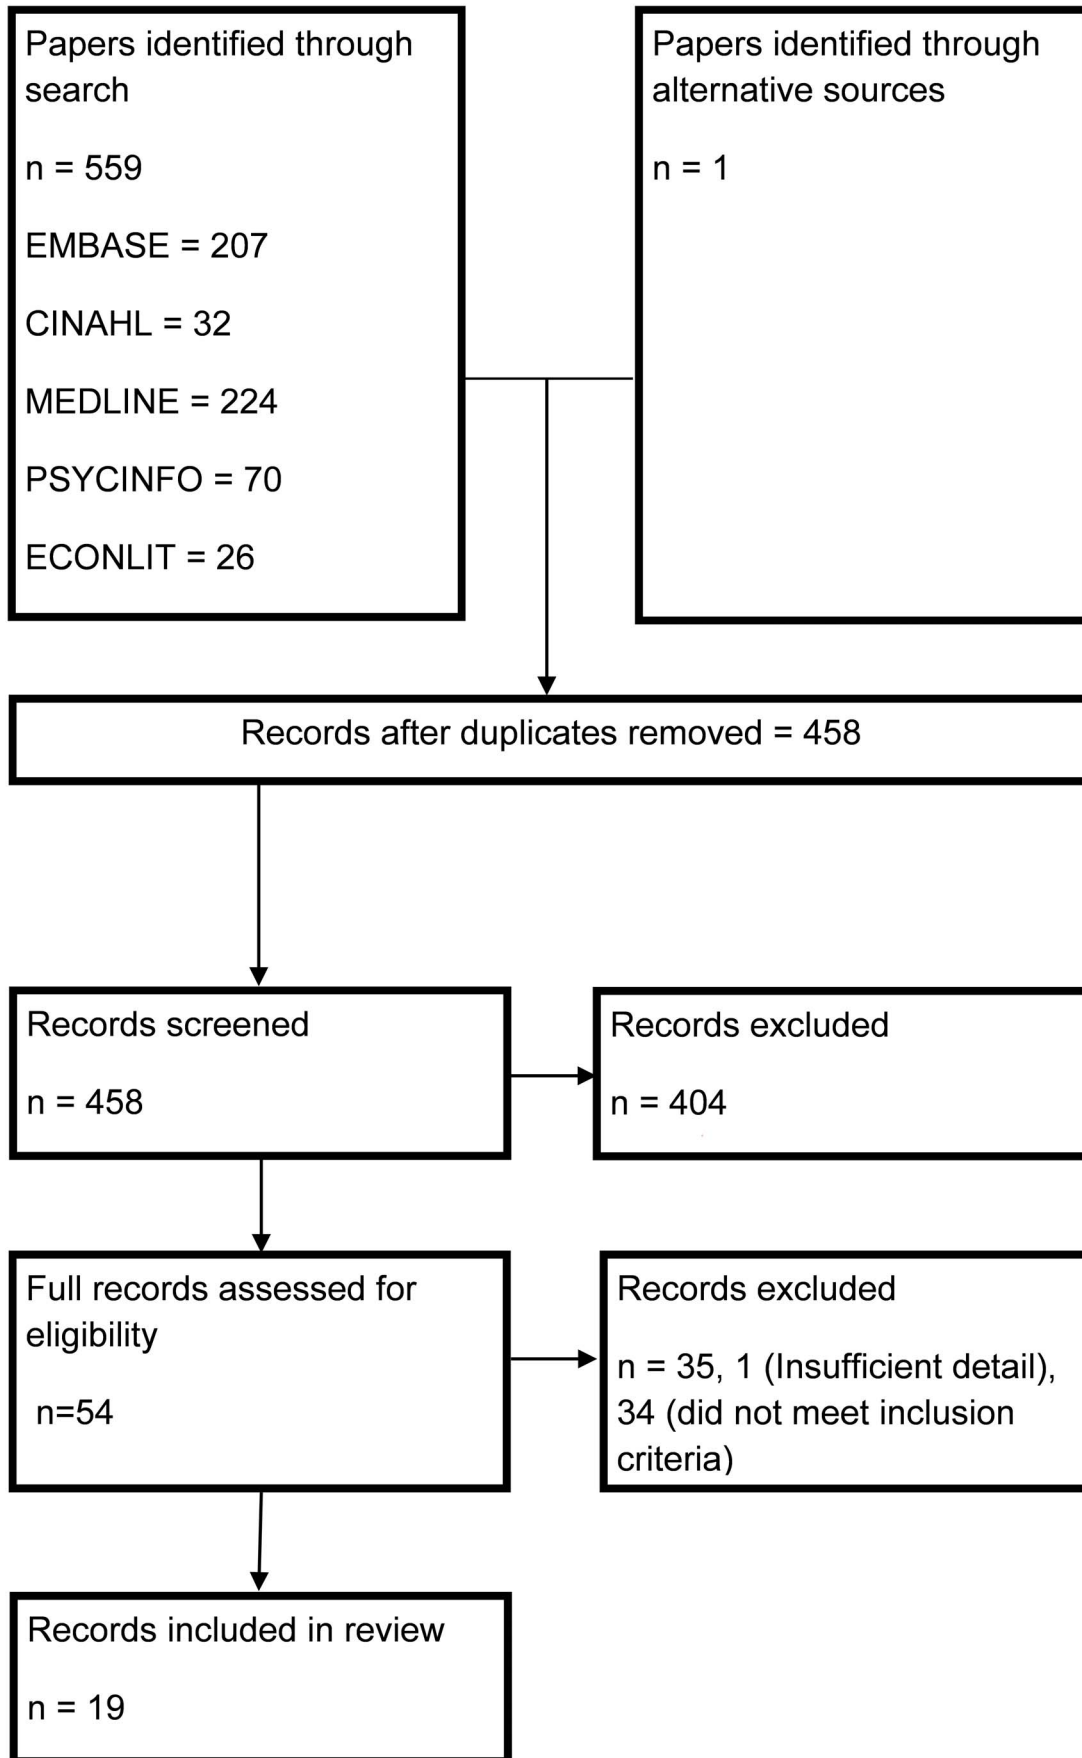 Papers identified through
search
n = 559
EMBASE = 207
CINAHL = 32
MEDLINE = 224
PSYCINFO = 70
ECONLIT = 26
Papers identified through
alternative sources
n = 1
Records after duplicates removed = 458
Records screened
n = 458
Records excluded
n = 404
Full records assessed for
eligibility
n=54
Records excluded
n = 35, 1 (Insufficient detail),
34 (did not meet inclusion
criteria)
Records included in review
n = 19